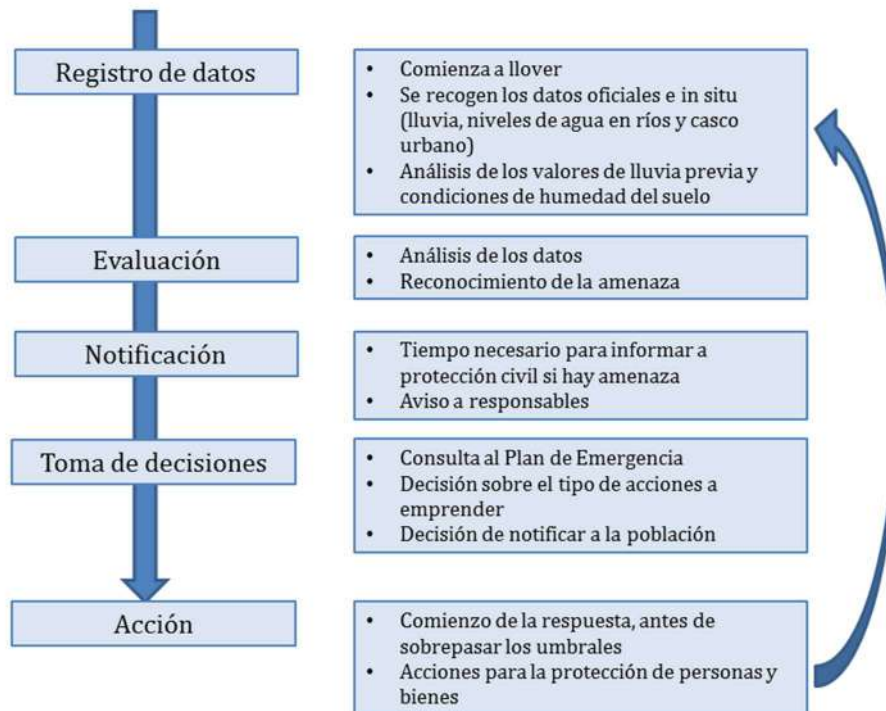 Registro de datos
• Comienza a llover
• Se recogen los datos oficiales e in situ
(lluvia, niveles de agua en ríos y casco
urbano)
• Análisis de los valores de lluvia previa y
condiciones de humedad del suelo
Evaluación
• Análisis de los datos
• Reconocimiento de la amenaza
Notificación
• Tiempo necesario para informar a
protección civil si hay amenaza
• Aviso a responsables
Toma de decisiones
• Consulta al Plan de Emergencia
• Decisión sobre el tipo de acciones a
emprender
• Decisión de notificar a la población
Acción
• Comienzo de la respuesta, antes de
sobrepasar los umbrales
• Acciones para la protección de personas y
bienes